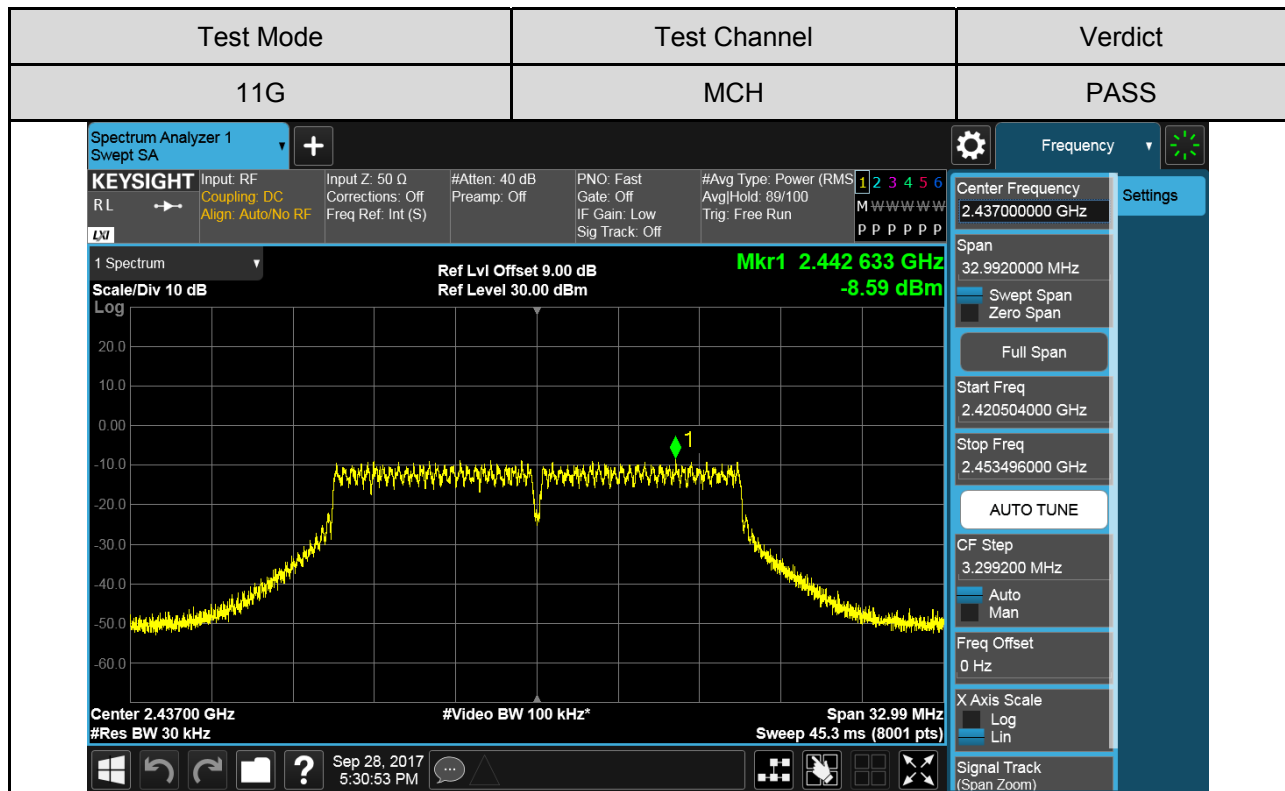 Test Mode Test Channel Verdict
11G MCH PASS
Spectrum Analyzer 1
Swept SA
+
Frequency
KEYSIGHT Input: RF Input Z: 50 Ω #Atten: 40 dB PNO: Fast #Avg Type: Power (RMS 1 2 3 4 5 6
RL Coupling: DC Corrections: Off Preamp: Off Gate: Off Avg|Hold: 89/100 M W W W W W
Align: Auto/No RF Freq Ref: Int (S) IF Gain: Low Trig: Free Run
LXI Sig Track: Off P P P P P P
1 Spectrum Ref Lvl Offset 9.00 dB Mkr1 2.442 633 GHz
Scale/Div 10 dB Ref Level 30.00 dBm -8.59 dBm
Log
20.0
10.0
0.00
1
-10.0
-20.0
-30.0
-40.0
-50.0
-60.0
Center 2.43700 GHz #Video BW 100 kHz* Span 32.99 MHz
#Res BW 30 kHz Sweep 45.3 ms (8001 pts)
? Sep 28, 2017
5:30:53 PM
Center Frequency
2.437000000 GHz
Settings
Span
32.9920000 MHz
Swept Span
Zero Span
Full Span
Start Freq
2.420504000 GHz
Stop Freq
2.453496000 GHz
AUTO TUNE
CF Step
3.299200 MHz
Auto
Man
Freq Offset
0 Hz
X Axis Scale
Log
Lin
Signal Track
(Span Zoom)